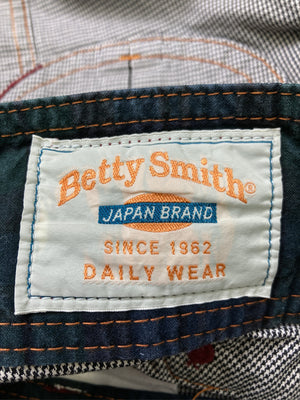 Betty Smith®
JAPAN BRAND
SINCE 1962
DAILY WEAR